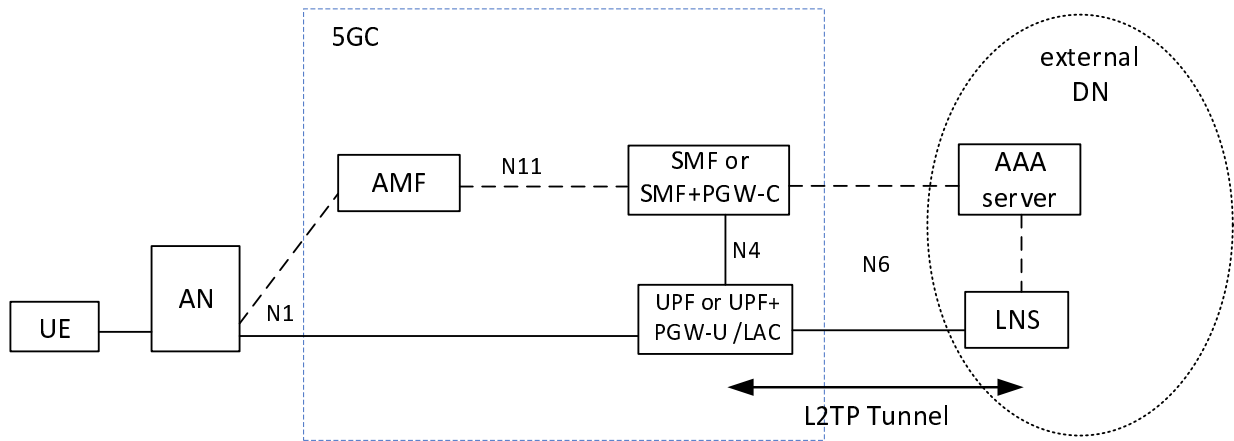 5GC
external
DN
AMF
N11
SMF or
SMF+PGW-C
AAA
server
N4
N6
AN
N1
UE
UPF or UPF+
PGW-U /LAC
LNS
L2TP Tunnel